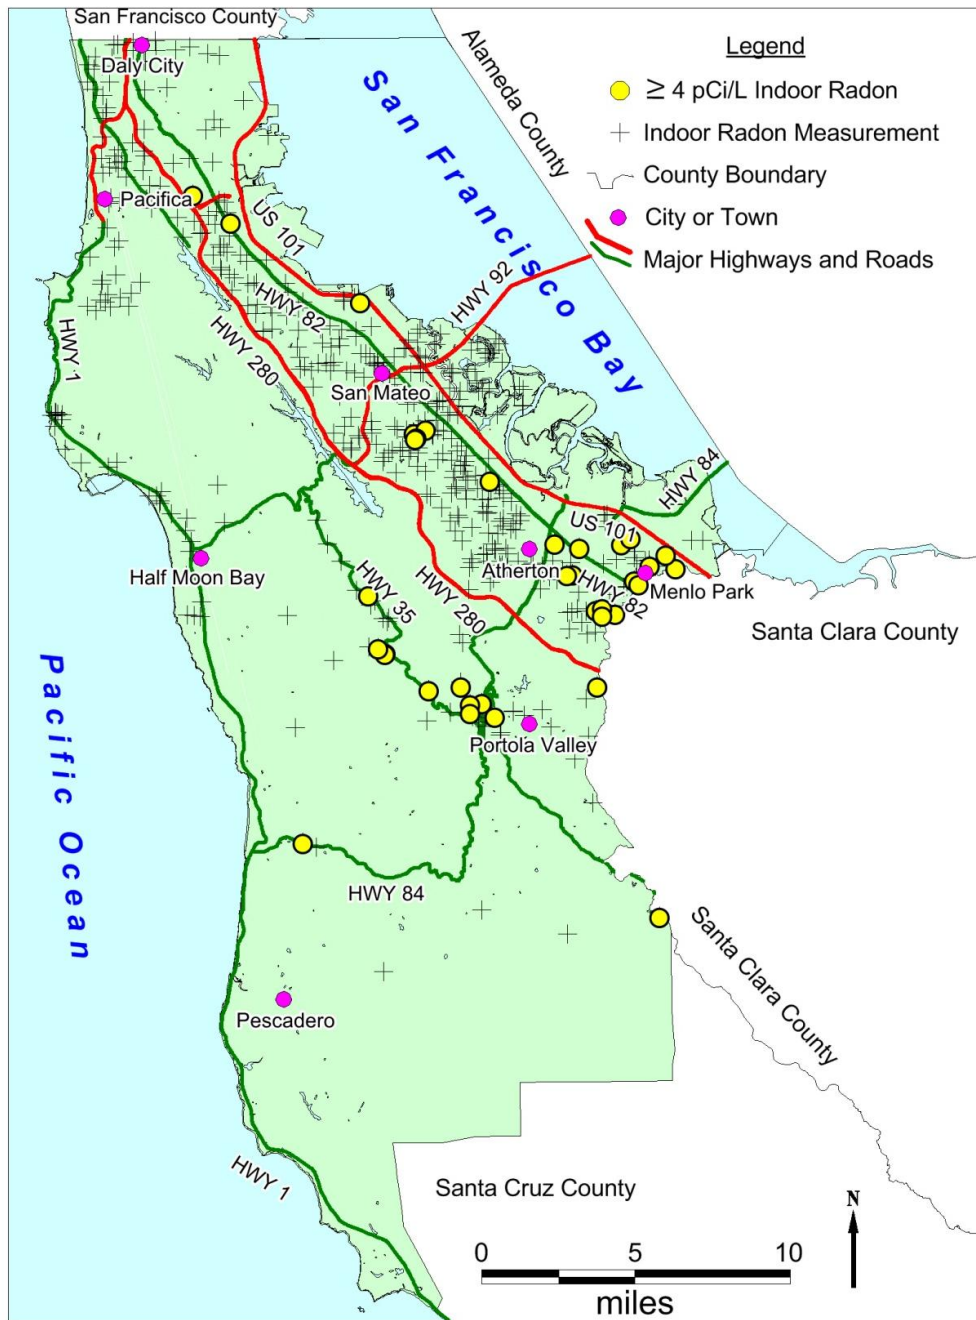 San Francisco County
Daly City
Pacifica
San Francisco Bay
Alameda County
Legend
≥ 4 pCi/L Indoor Radon
Indoor Radon Measurement
County Boundary
City or Town
Major Highways and Roads
US 101
HWY 92
HWY 82
HWY 1
HWY 280
San Mateo
HWY 84
US 101
Half Moon Bay
Atherton
HWY 82
Menlo Park
HWY 35
HWY 280
Santa Clara County
Portola Valley
Pacific Ocean
HWY 84
Santa Clara County
Pescadero
HWY 1
Santa Cruz County
N
0 5 10
miles